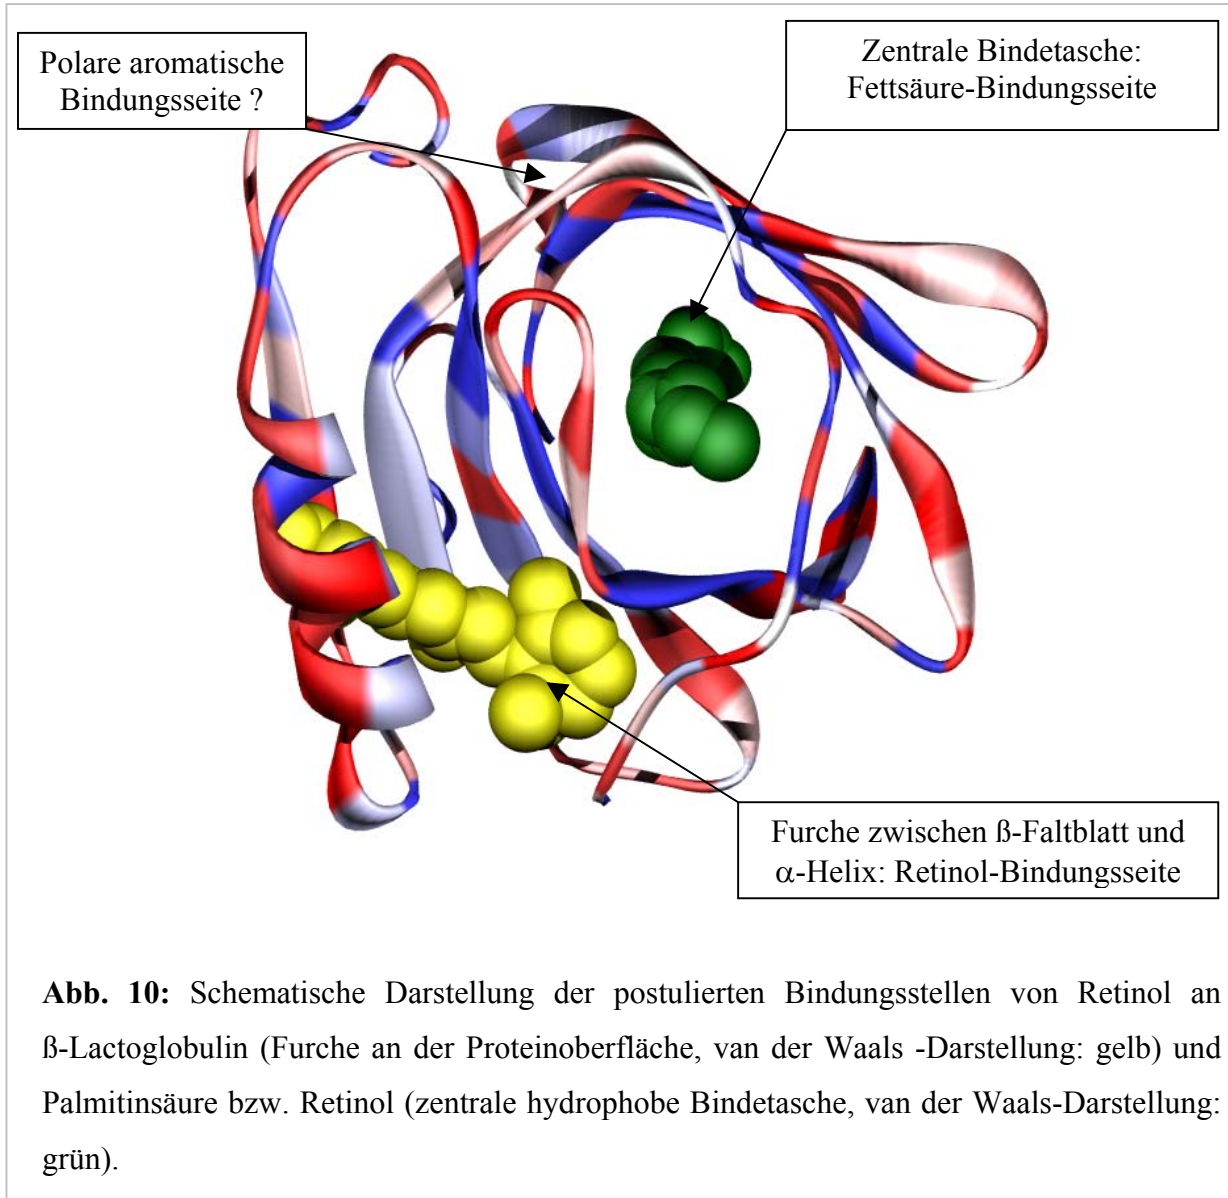 Polare aromatische
Bindungsseite ?
Zentrale Bindetasche:
Fettsäure-Bindungsseite
Furche zwischen ß-Faltblatt und
α-Helix: Retinol-Bindungsseite
Abb. 10: Schematische Darstellung der postulierten Bindungsstellen von Retinol an
ß-Lactoglobulin (Furche an der Proteinoberfläche, van der Waals -Darstellung: gelb) und
Palmitinsäure bzw. Retinol (zentrale hydrophobe Bindetasche, van der Waals-Darstellung:
grün).